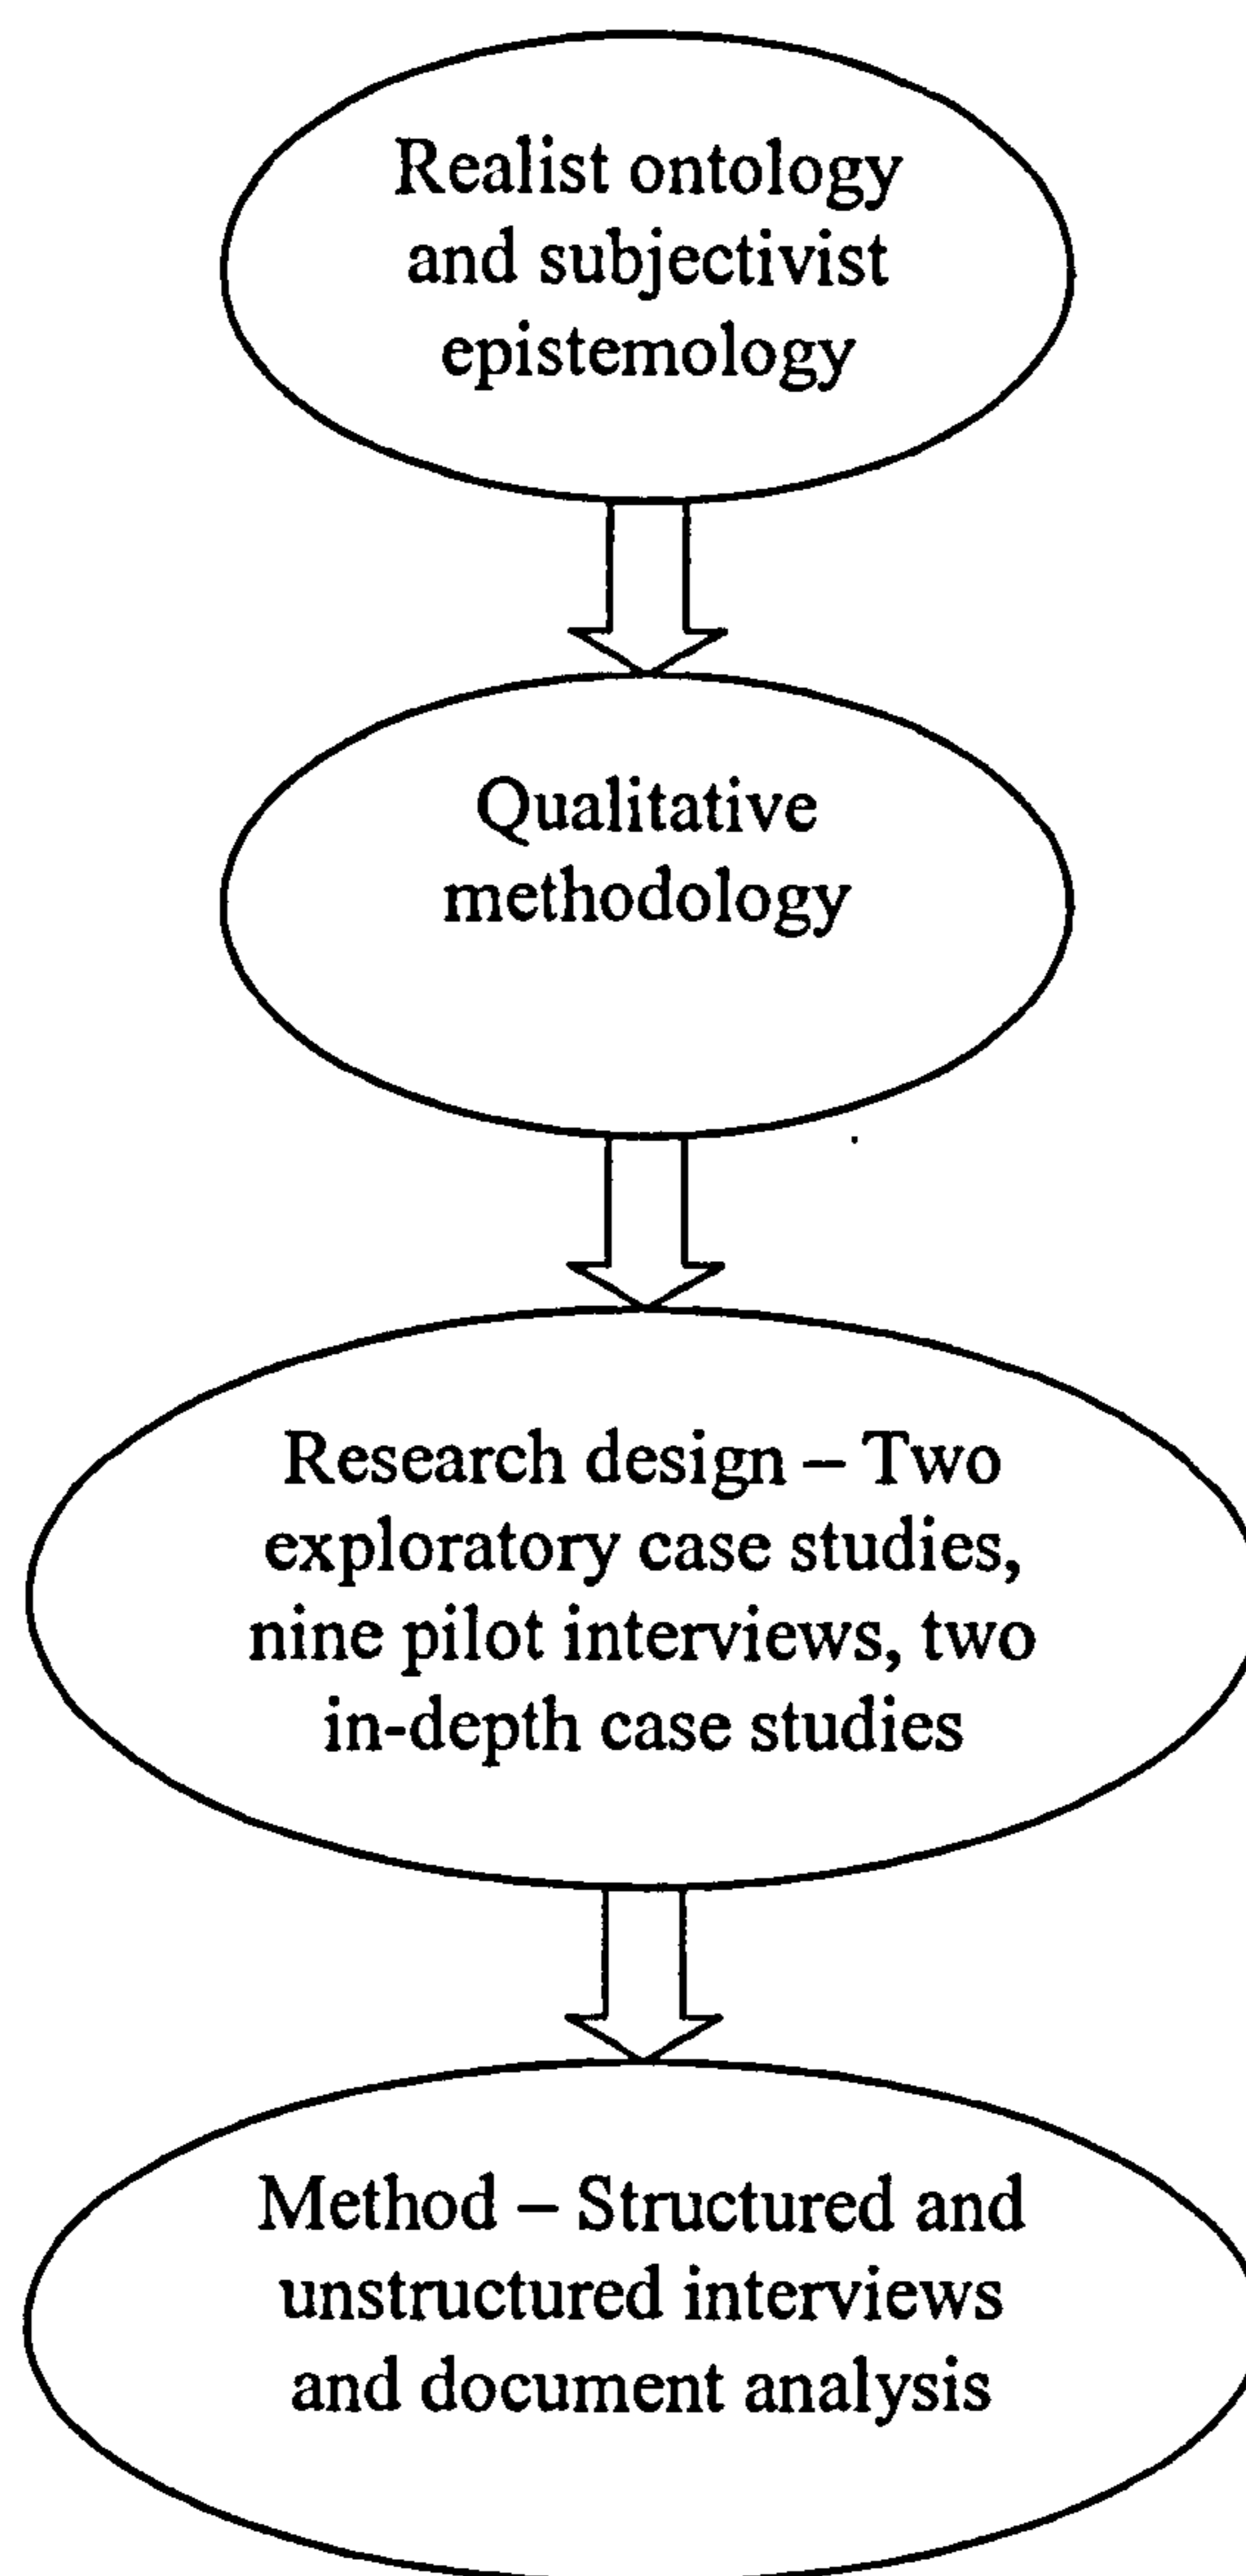 Realist ontology
and subjectivist
epistemology
Qualitative
methodology
Research design – Two
exploratory case studies,
nine pilot interviews, two
in-depth case studies
Method – Structured and
unstructured interviews
and document analysis